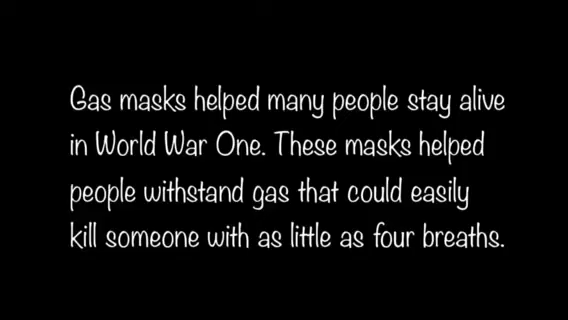 Gas masks helped many people stay alive
in World War One. These masks helped
people withstand gas that could easily
kill someone with as little as four breaths.